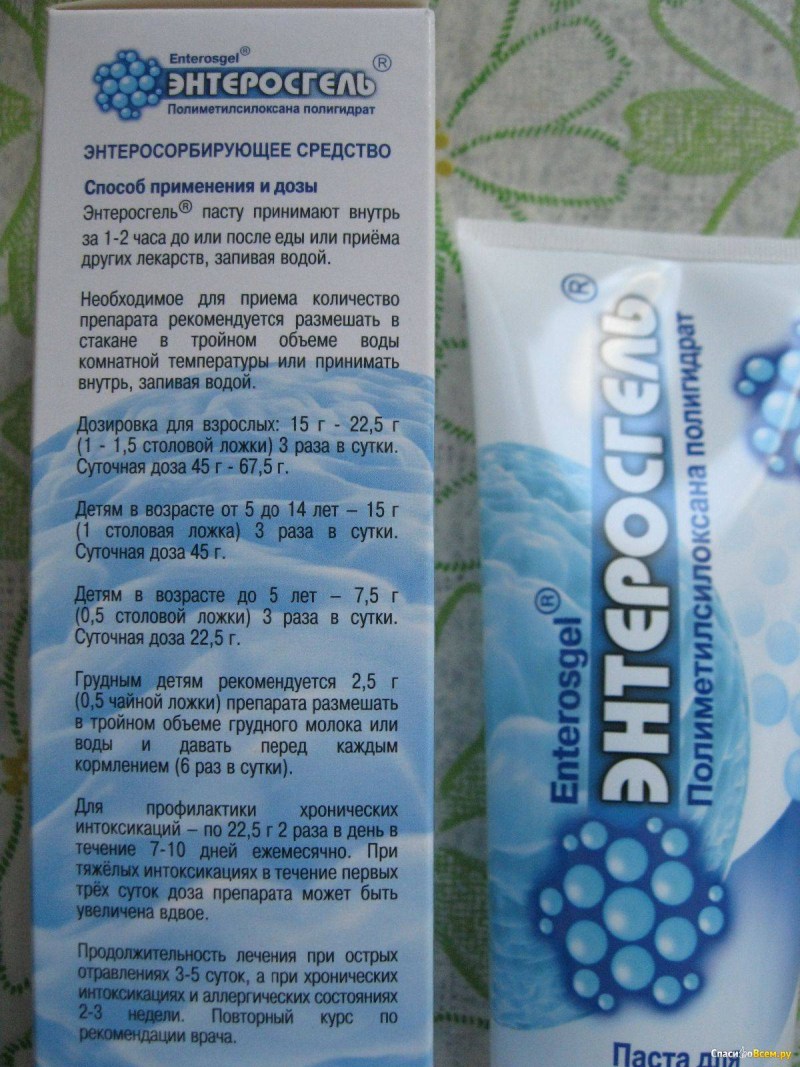 Enterosgel®
ЭНТЕРОСГЕЛЬ®
Полиметилсилоксана полигидрат
ЭНТЕРОСОРБИРУЮЩЕЕ СРЕДСТВО
Способ применения и дозы
Энтеросгель® пасту принимают внутрь
за 1-2 часа до или после еды или приёма
других лекарств, запивая водой.
Необходимое для приема количество
препарата рекомендуется размешать в
стакане в тройном объеме воды
комнатной температуры или принимать
внутрь, запивая водой.
Дозировка для взрослых: 15 г - 22,5 г
(1 - 1,5 столовой ложки) 3 раза в сутки.
Суточная доза 45 г - 67,5 г.
Детям в возрасте от 5 до 14 лет – 15 г
(1 столовая ложка) 3 раза в сутки.
Суточная доза 45 г.
Детям в возрасте до 5 лет – 7,5 г
(0,5 столовой ложки) 3 раза в сутки.
Суточная доза 22,5 г.
Грудным детям рекомендуется 2,5 г
(0,5 чайной ложки) препарата размешать
в тройном объеме грудного молока или
воды и давать перед каждым
кормлением (6 раз в сутки).
Для профилактики хронических
интоксикаций – по 22,5 г 2 раза в день в
течение 7-10 дней ежемесячно. При
тяжёлых интоксикациях в течение первых
трёх суток доза препарата может быть
увеличена вдвое.
Продолжительность лечения при острых
отравлениях 3-5 суток, а при хронических
интоксикациях и аллергических состояниях
2-3 недели. Повторный курс по
рекомендации врача.
Enterosgel®
ЭНТЕРОСГЕЛЬ®
Полиметилсилоксана полигидрат
Паста для
СпасибоВсем.ру